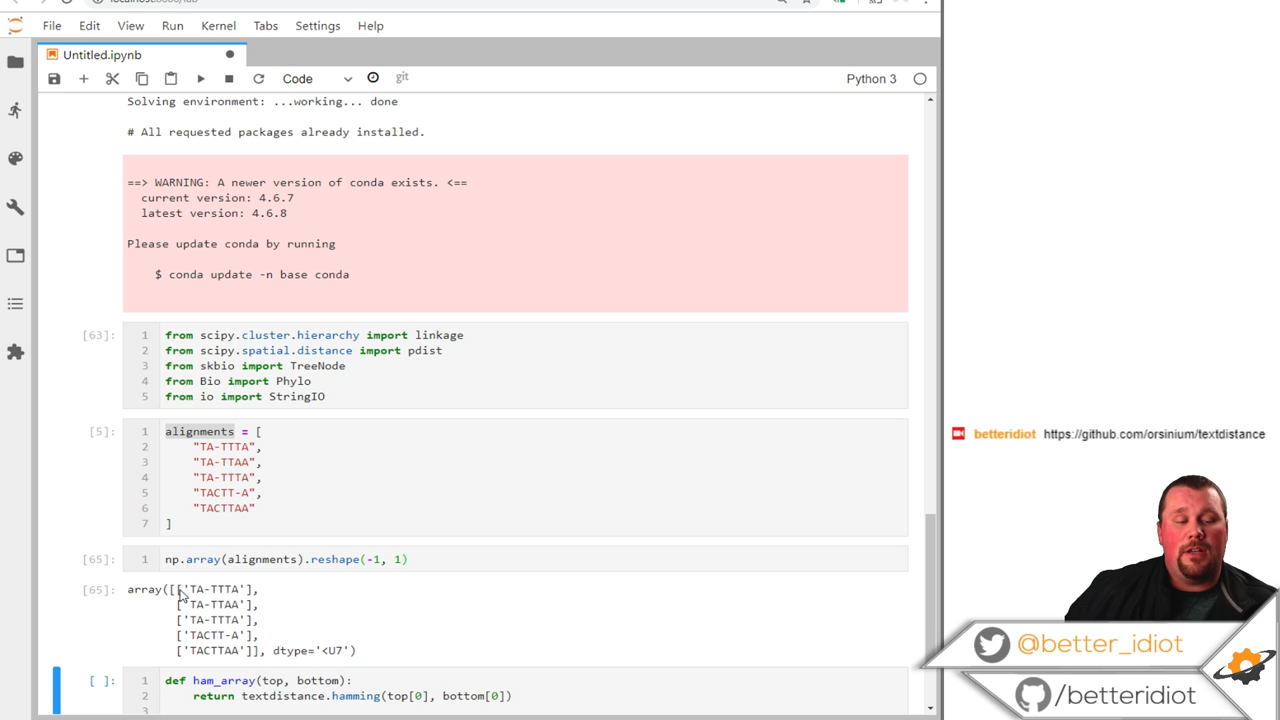 localhost:8888/lab
File Edit View Run Kernel Tabs Settings Help
Untitled.ipynb
Code git Python 3
Solving environment: ...working... done
# All requested packages already installed.
==> WARNING: A newer version of conda exists. <==
current version: 4.6.7
latest version: 4.6.8
Please update conda by running
$ conda update -n base conda
[63]: 1 from scipy.cluster.hierarchy import linkage
2 from scipy.spatial.distance import pdist
3 from skbio import TreeNode
4 from Bio import Phylo
5 from io import StringIO
[5]: 1 alignments = [
2 "TA-TTTA",
3 "TA-TTAA",
4 "TA-TTTA",
5 "TACTT-A",
6 "TACTTAA"
7 ]
betteridiot https://github.com/orsinium/textdistance
[65]: 1 np.array(alignments).reshape(-1, 1)
[65]: array([['TA-TTTA'],
['TA-TTAA'],
['TA-TTTA'],
['TACTT-A'],
['TACTTAA']], dtype='<U7')
[ ]: 1 def ham_array(top, bottom):
2 return textdistance.hamming(top[0], bottom[0])
3
@better_idiot
/betteridiot